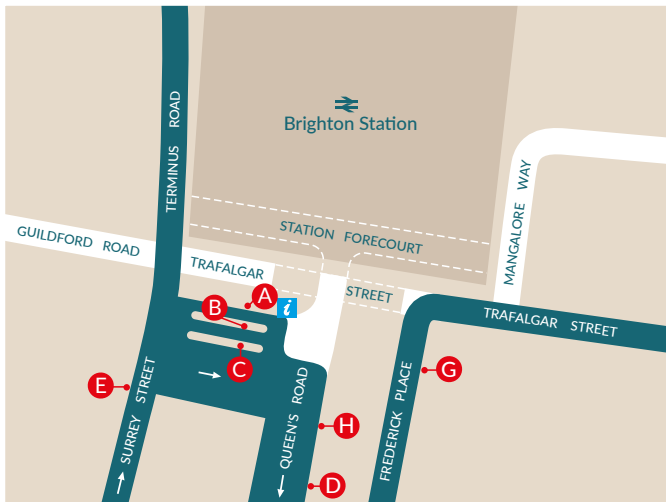 TERMINUS ROAD
Brighton Station
STATION FORECOURT
MANGALORE WAY
GUILDFORD ROAD
TRAFALGAR
STREET
TRAFALGAR STREET
A
i
B
C
E
SURREY STREET
QUEEN'S ROAD
FREDERICK PLACE
G
H
D